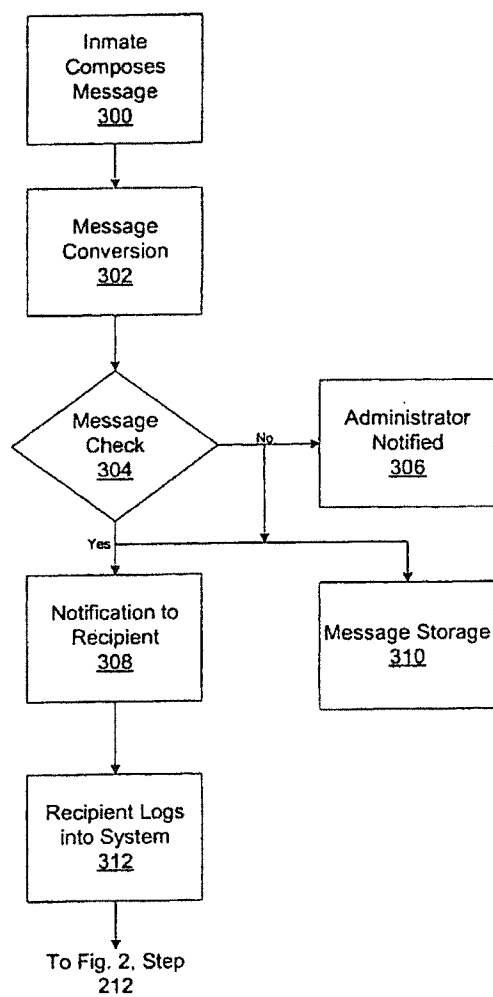 Inmate
Composes
Message
300
Message
Conversion
302
Message
Check
304
No
Administrator
Notified
306
Yes
Notification to
Recipient
308
Message Storage
310
Recipient Logs
into System
312
To Fig. 2, Step
212